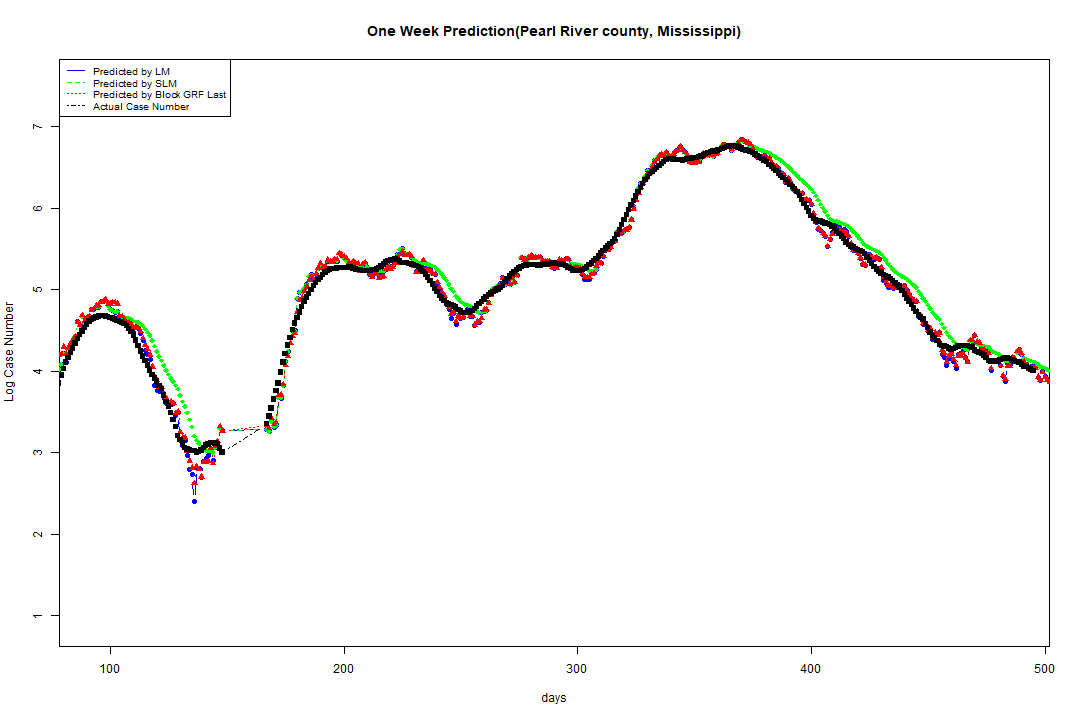 One Week Prediction(Pearl River county, Mississippi)
Predicted by LM
Predicted by SLM
Predicted by Block GRF Last
Actual Case Number
7
6
5
4
3
2
1
Log Case Number
100 200 300 400 500
days